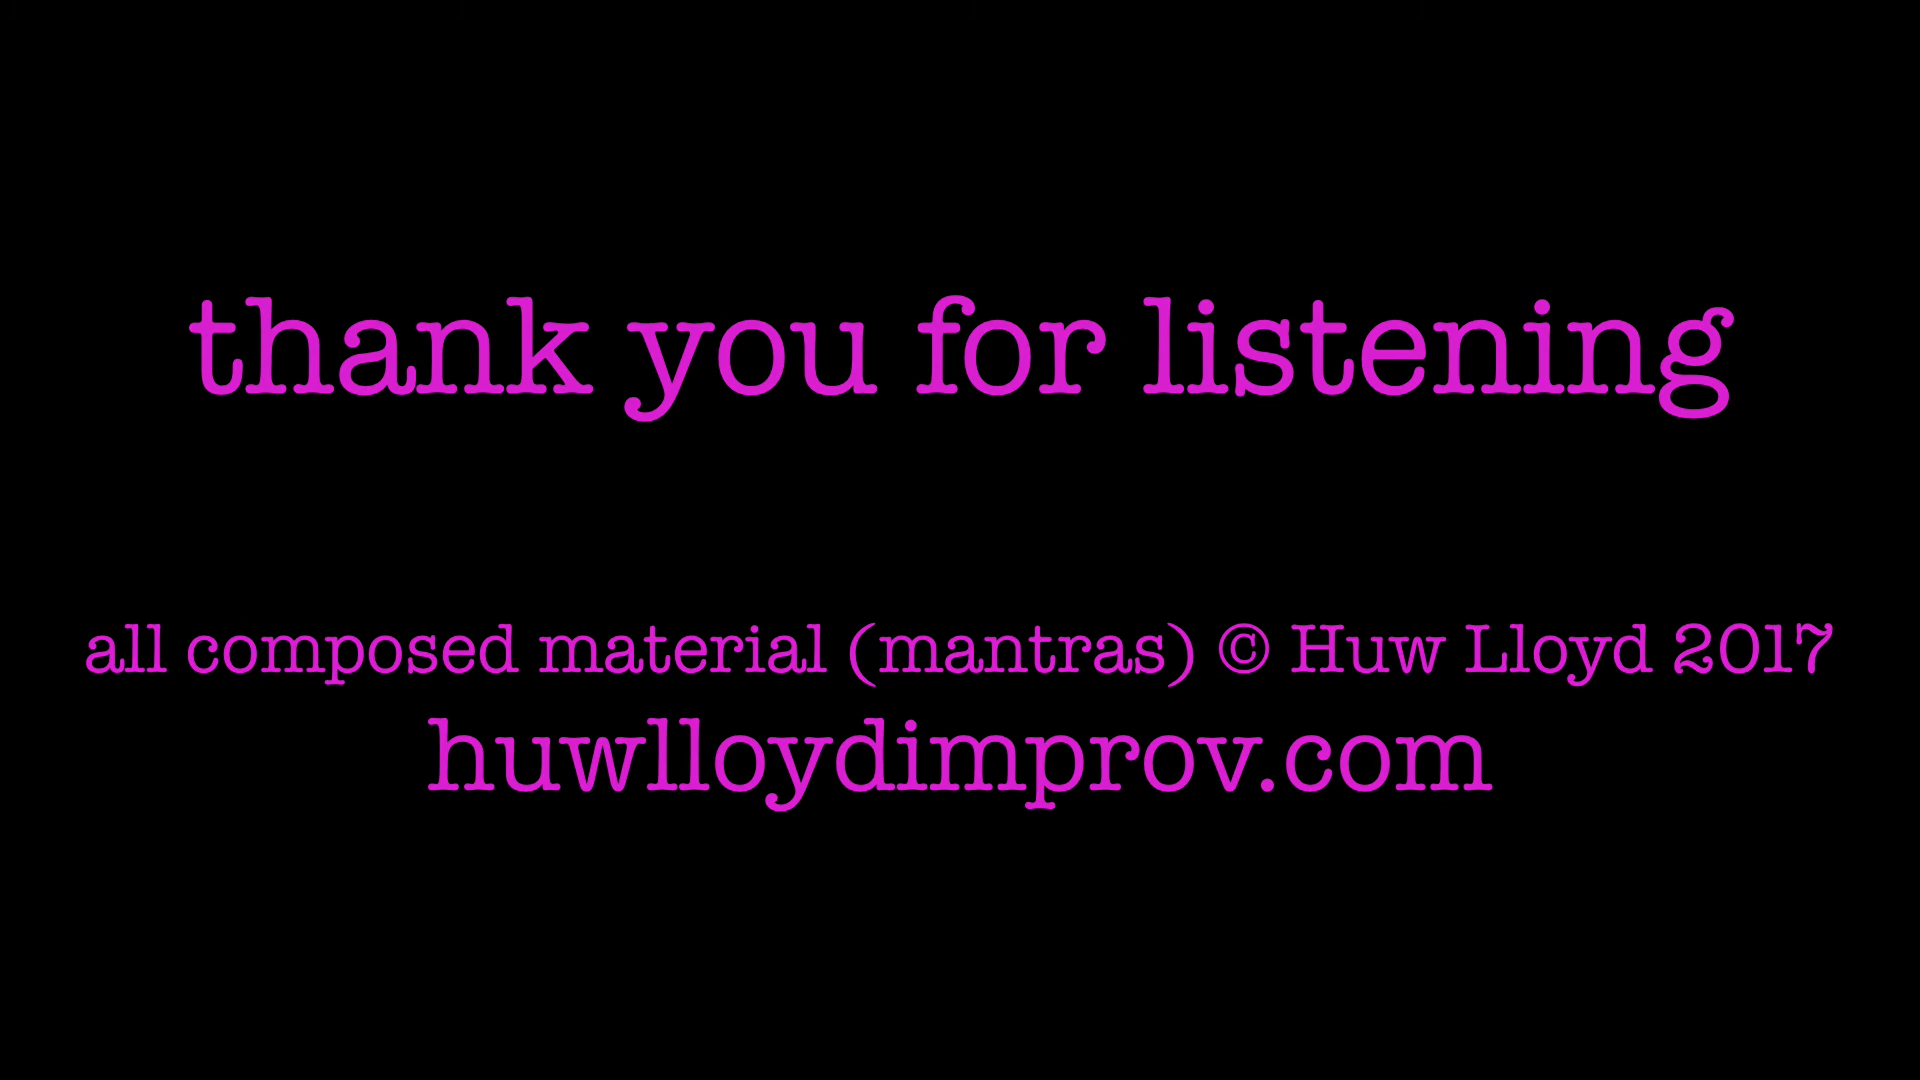 thank you for listening
all composed material (mantras) © Huw Lloyd 2017
huwlloydimprov.com